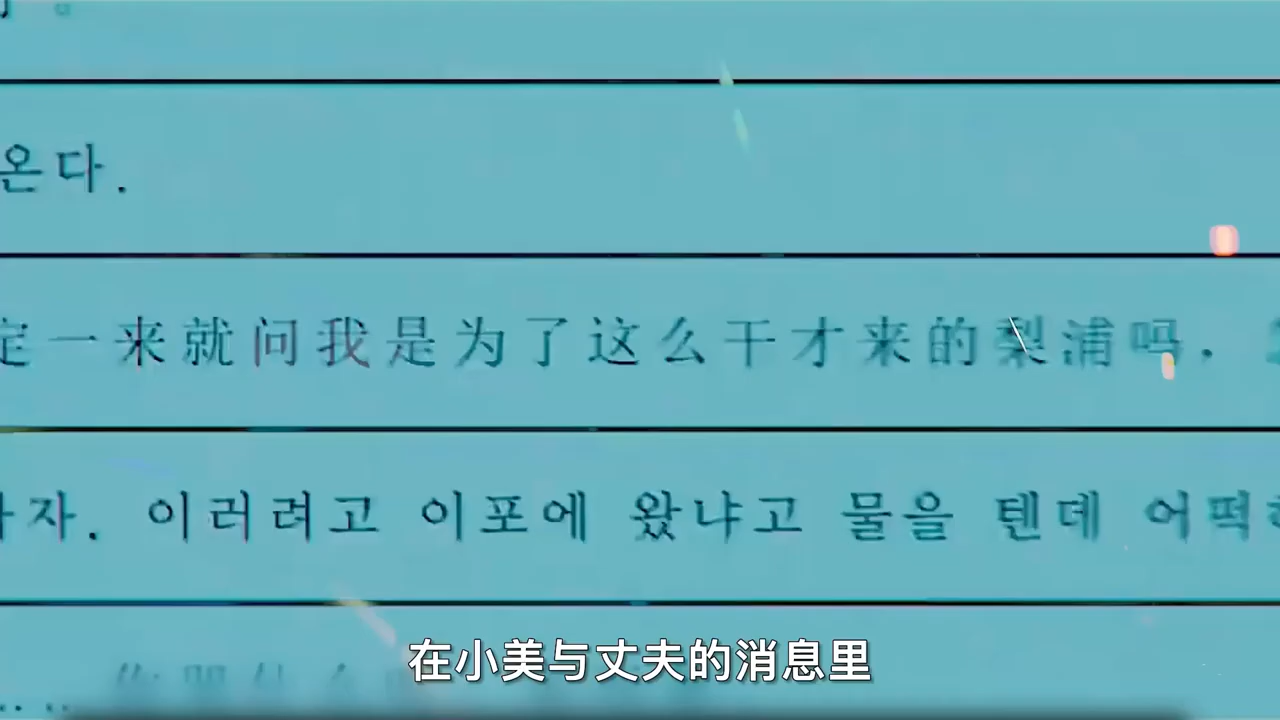 온다.
定一来就问我是为了这么干才来的梨浦吗.
자. 이러려고 이포에 왔냐고 물을 텐데 어떡
在小美与丈夫的消息里